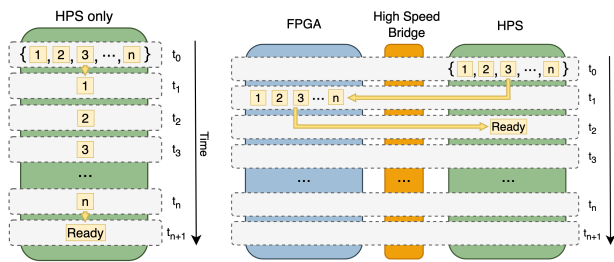 HPS only
{ 1, 2, 3, ..., n } t0
1 t1
2 t2
3 t3
...
n tn
Ready tn+1
Time
FPGA
High Speed
Bridge
HPS
{ 1, 2, 3, ..., n } t0
1 2 3 ... n t1
Ready t2
t3
... ... ...
tn
tn+1